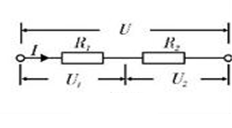 U
I R₁ R₂
U₁ U₂